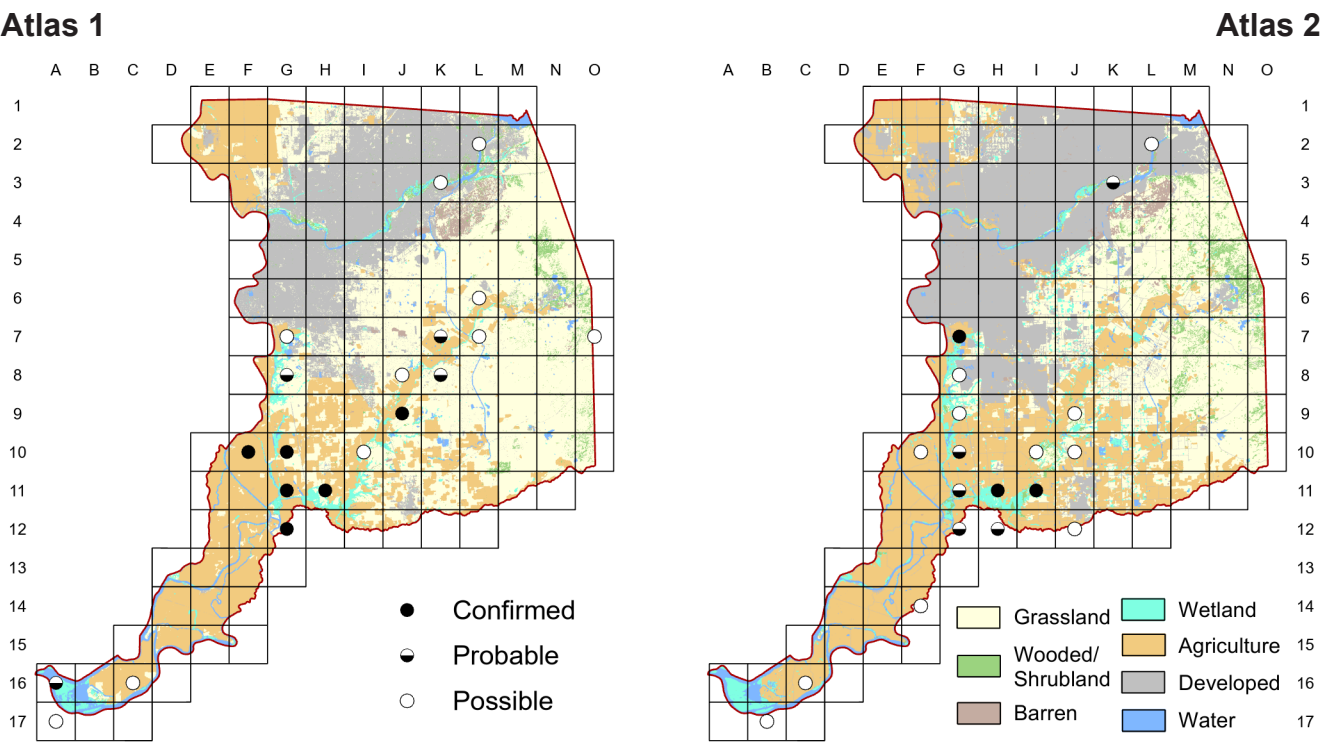 Atlas 1
Atlas 2
A B C D E F G H I J K L M N O
A B C D E F G H I J K L M N O
1
2
3
4
5
6
7
8
9
10
11
12
13
14
15
16
17
1
2
3
4
5
6
7
8
9
10
11
12
13
14
15
16
17
Confirmed
Probable
Possible
Grassland
Wooded/
Shrubland
Barren
Wetland
Agriculture
Developed
Water